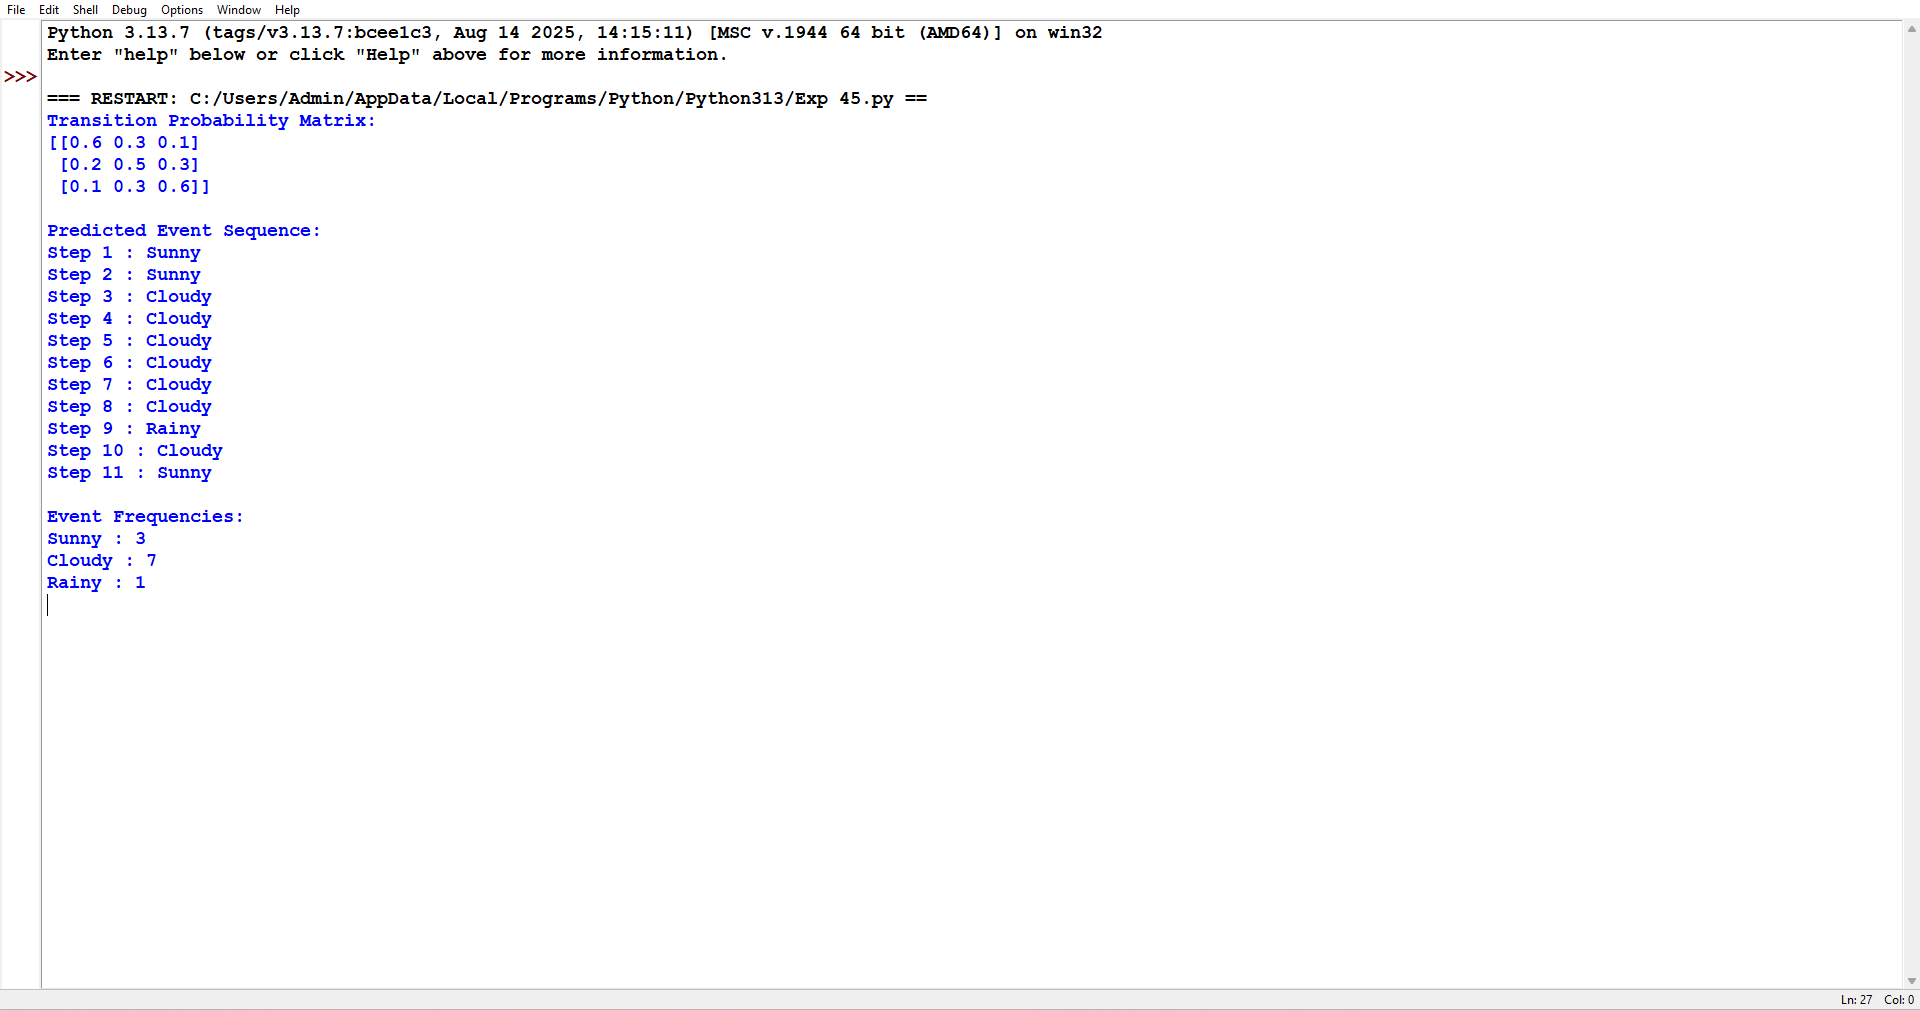 File Edit Shell Debug Options Window Help
Python 3.13.7 (tags/v3.13.7:bcee1c3, Aug 14 2025, 14:15:11) [MSC v.1944 64 bit (AMD64)] on win32
Enter "help" below or click "Help" above for more information.
>>>
=== RESTART: C:/Users/Admin/AppData/Local/Programs/Python/Python313/Exp 45.py ==
Transition Probability Matrix:
[[0.6 0.3 0.1]
 [0.2 0.5 0.3]
 [0.1 0.3 0.6]]
Predicted Event Sequence:
Step 1 : Sunny
Step 2 : Sunny
Step 3 : Cloudy
Step 4 : Cloudy
Step 5 : Cloudy
Step 6 : Cloudy
Step 7 : Cloudy
Step 8 : Cloudy
Step 9 : Rainy
Step 10 : Cloudy
Step 11 : Sunny
Event Frequencies:
Sunny : 3
Cloudy : 7
Rainy : 1
Ln: 27 Col: 0